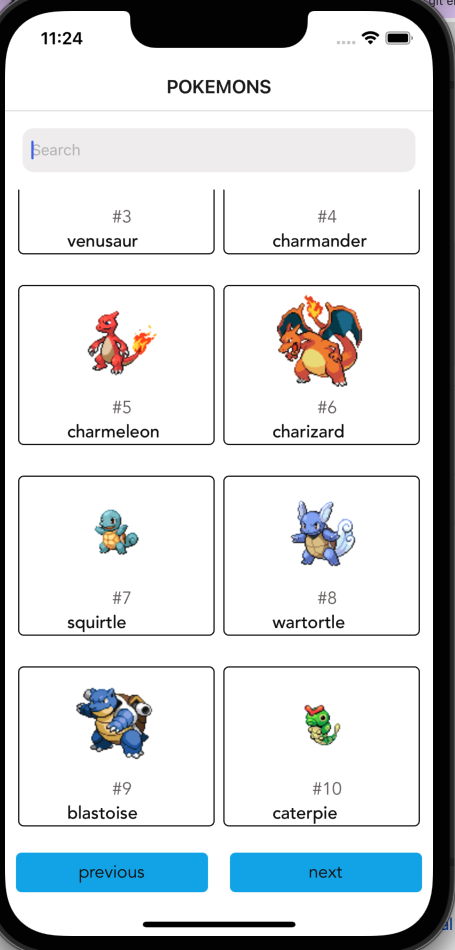 11:24
POKEMONS
Search
#3
venusaur
#4
charmander
#5
charmeleon
#6
charizard
#7
squirtle
#8
wartortle
#9
blastoise
#10
caterpie
previous
next